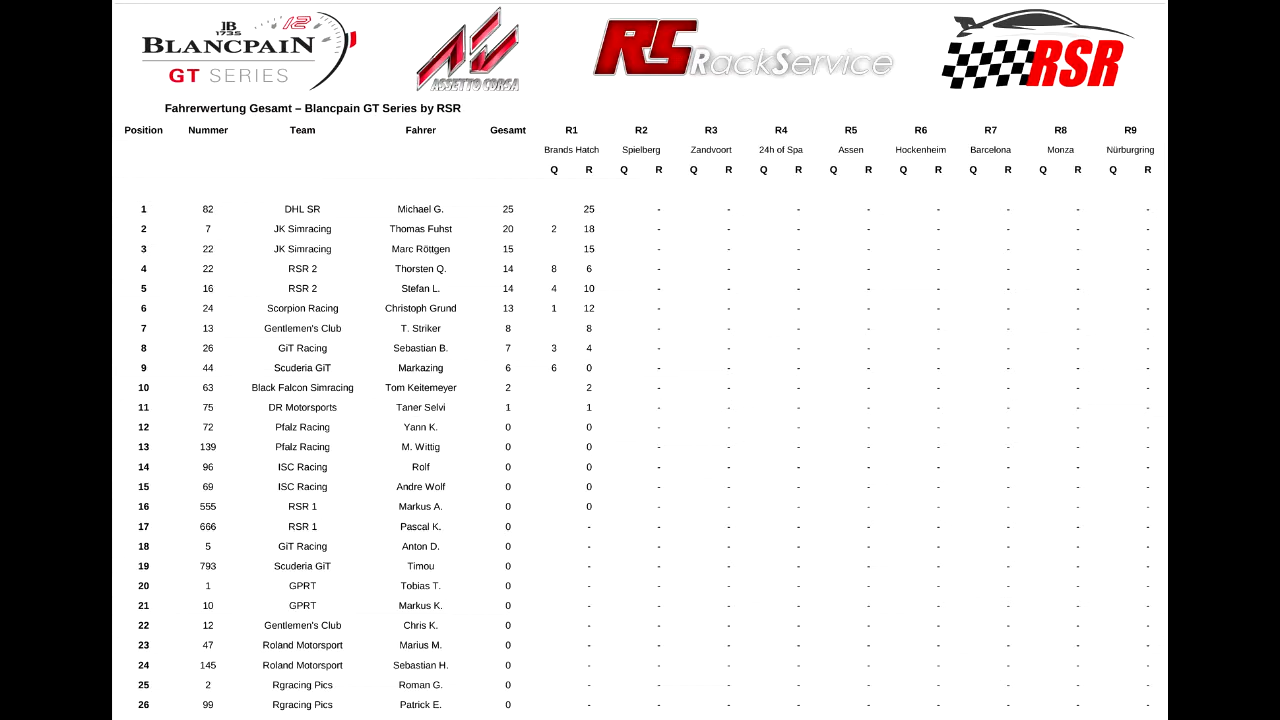 JB 1735 12
BLANCPAIN
GT SERIES
ASSETTO CORSA
RS RackService
RSR
Fahrerwertung Gesamt – Blancpain GT Series by RSR
Position Nummer Team Fahrer Gesamt R1 R2 R3 R4 R5 R6 R7 R8 R9
Brands Hatch Spielberg Zandvoort 24h of Spa Assen Hockenheim Barcelona Monza Nürburgring
Q R Q R Q R Q R Q R Q R Q R Q R Q R
1 82 DHL SR Michael G. 25 25 - - - - - - - -
2 7 JK Simracing Thomas Fuhst 20 2 18 - - - - - - - -
3 22 JK Simracing Marc Röttgen 15 15 - - - - - - - -
4 22 RSR 2 Thorsten Q. 14 8 6 - - - - - - - -
5 16 RSR 2 Stefan L. 14 4 10 - - - - - - - -
6 24 Scorpion Racing Christoph Grund 13 1 12 - - - - - - - -
7 13 Gentlemen's Club T. Striker 8 8 - - - - - - - -
8 26 GiT Racing Sebastian B. 7 3 4 - - - - - - - -
9 44 Scuderia GiT Markazing 6 6 0 - - - - - - - -
10 63 Black Falcon Simracing Tom Keitemeyer 2 2 - - - - - - - -
11 75 DR Motorsports Taner Selvi 1 1 - - - - - - - -
12 72 Pfalz Racing Yann K. 0 0 - - - - - - - -
13 139 Pfalz Racing M. Wittig 0 0 - - - - - - - -
14 96 ISC Racing Rolf 0 0 - - - - - - - -
15 69 ISC Racing Andre Wolf 0 0 - - - - - - - -
16 555 RSR 1 Markus A. 0 0 - - - - - - - -
17 666 RSR 1 Pascal K. 0 - - - - - - - - -
18 5 GiT Racing Anton D. 0 - - - - - - - - -
19 793 Scuderia GiT Timou 0 - - - - - - - - -
20 1 GPRT Tobias T. 0 - - - - - - - - -
21 10 GPRT Markus K. 0 - - - - - - - - -
22 12 Gentlemen's Club Chris K. 0 - - - - - - - - -
23 47 Roland Motorsport Marius M. 0 - - - - - - - - -
24 145 Roland Motorsport Sebastian H. 0 - - - - - - - - -
25 2 Rgracing Pics Roman G. 0 - - - - - - - - -
26 99 Rgracing Pics Patrick E. 0 - - - - - - - - -